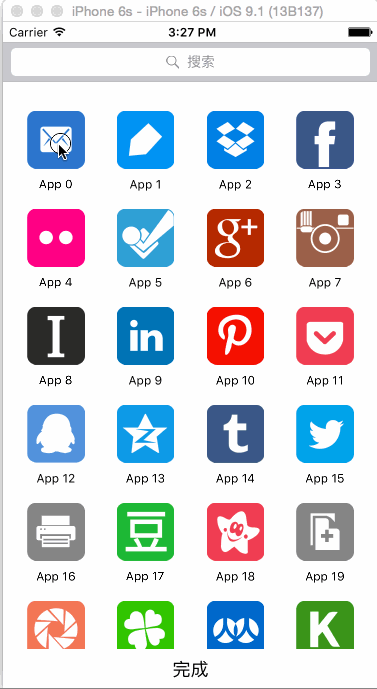 iPhone 6s - iPhone 6s / iOS 9.1 (13B137)
Carrier 3:27 PM
搜索
App 0 App 1 App 2 App 3
f
App 4 App 5 App 6 App 7
g+
App 8 App 9 App 10 App 11
I in
App 12 App 13 App 14 App 15
t
App 16 App 17 App 18 App 19
豆
K
完成